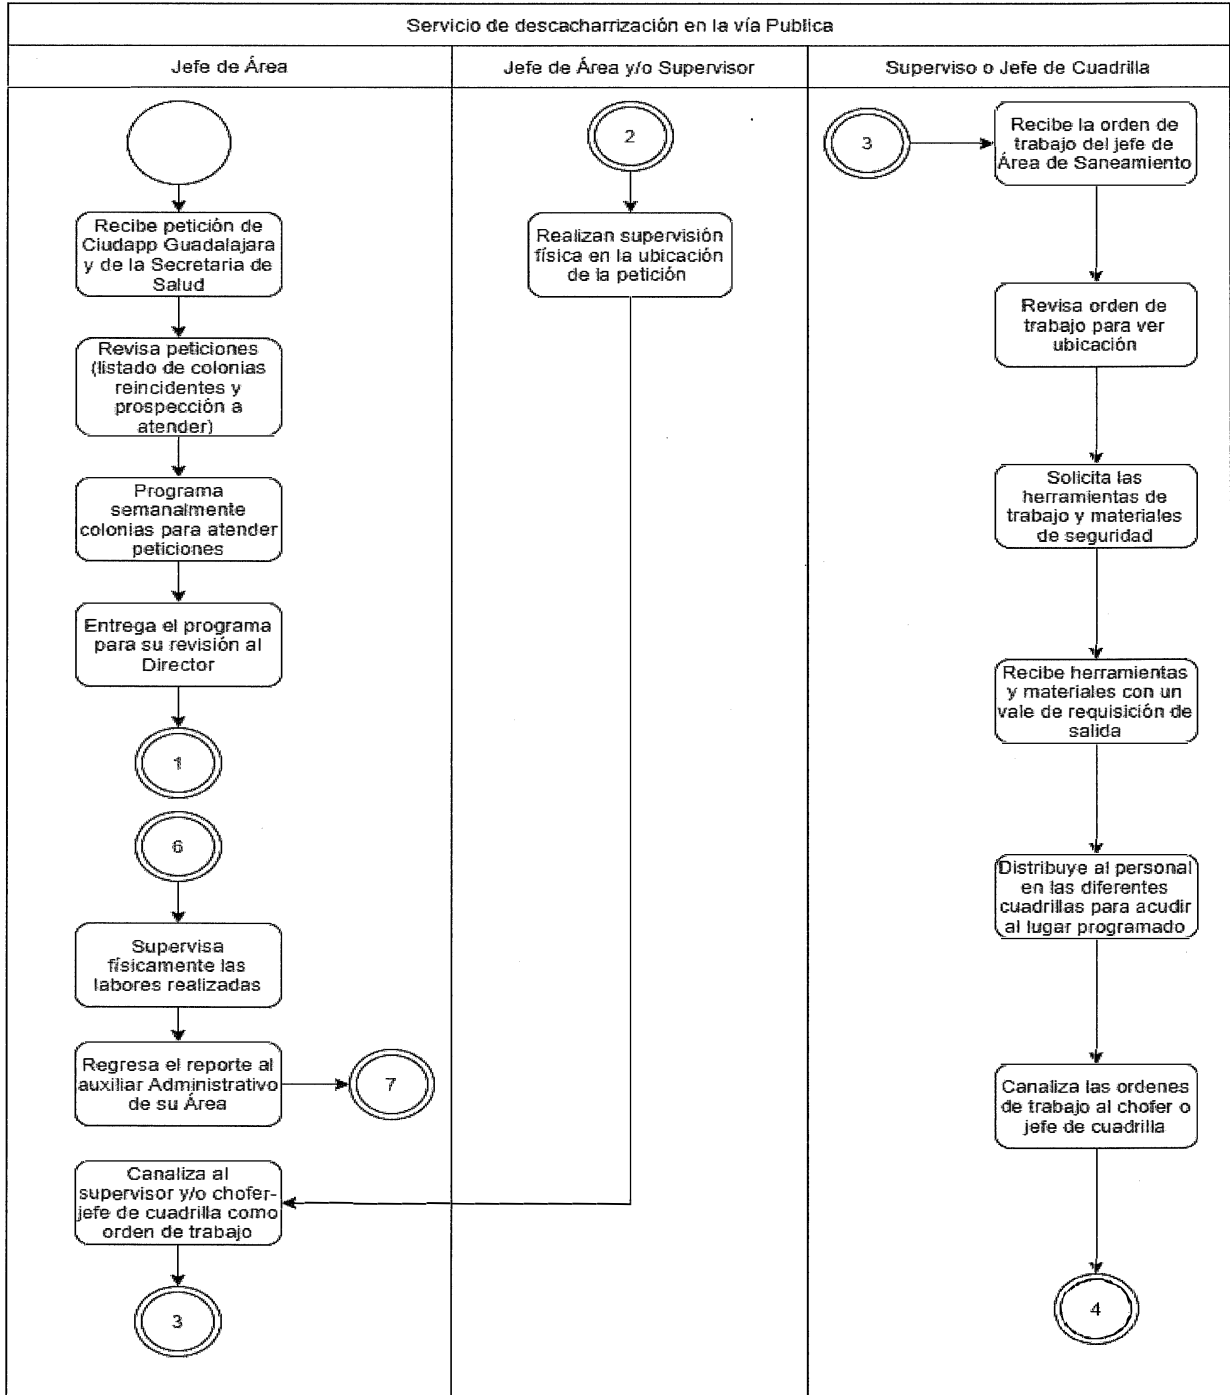 Servicio de descacharrización en la vía Publica
Jefe de Área
Jefe de Área y/o Supervisor
Superviso o Jefe de Cuadrilla
Recibe petición de
Ciudapp Guadalajara
y de la Secretaria de
Salud
Revisa peticiones
(listado de colonias
reincidentes y
prospección a
atender)
Programa
semanalmente
colonias para atender
peticiones
Entrega el programa
para su revisión al
Director
1
6
Supervisa
físicamente las
labores realizadas
Regresa el reporte al
auxiliar Administrativo
de su Área
7
Canaliza al
supervisor y/o chofer-
jefe de cuadrilla como
orden de trabajo
3
2
Realizan supervisión
física en la ubicación
de la petición
3
Recibe la orden de
trabajo del jefe de
Área de Saneamiento
Revisa orden de
trabajo para ver
ubicación
Solicita las
herramientas de
trabajo y materiales
de seguridad
Recibe herramientas
y materiales con un
vale de requisición de
salida
Distribuye al personal
en las diferentes
cuadrillas para acudir
al lugar programado
Canaliza las ordenes
de trabajo al chofer o
jefe de cuadrilla
4